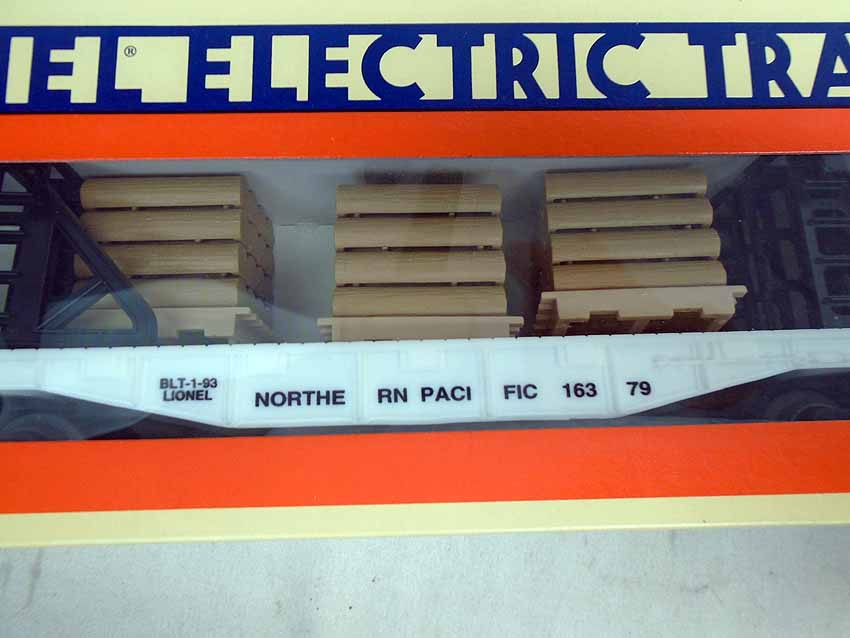 EL® ELECTRIC TRA
BLT-1-93
LIONEL
NORTHE RN PACI FIC 163 79